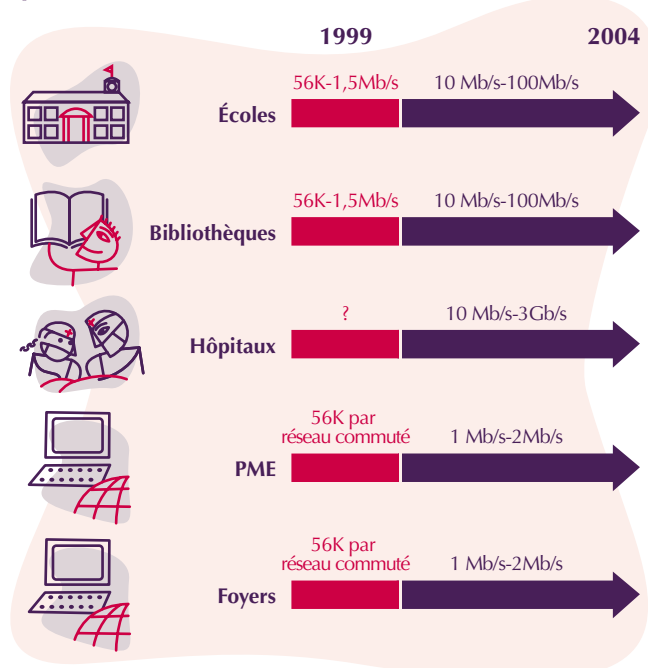 1999 2004
56K-1,5Mb/s 10 Mb/s-100Mb/s
Écoles
56K-1,5Mb/s 10 Mb/s-100Mb/s
Bibliothèques
? 10 Mb/s-3Gb/s
Hôpitaux
56K par
réseau commuté 1 Mb/s-2Mb/s
PME
56K par
réseau commuté 1 Mb/s-2Mb/s
Foyers